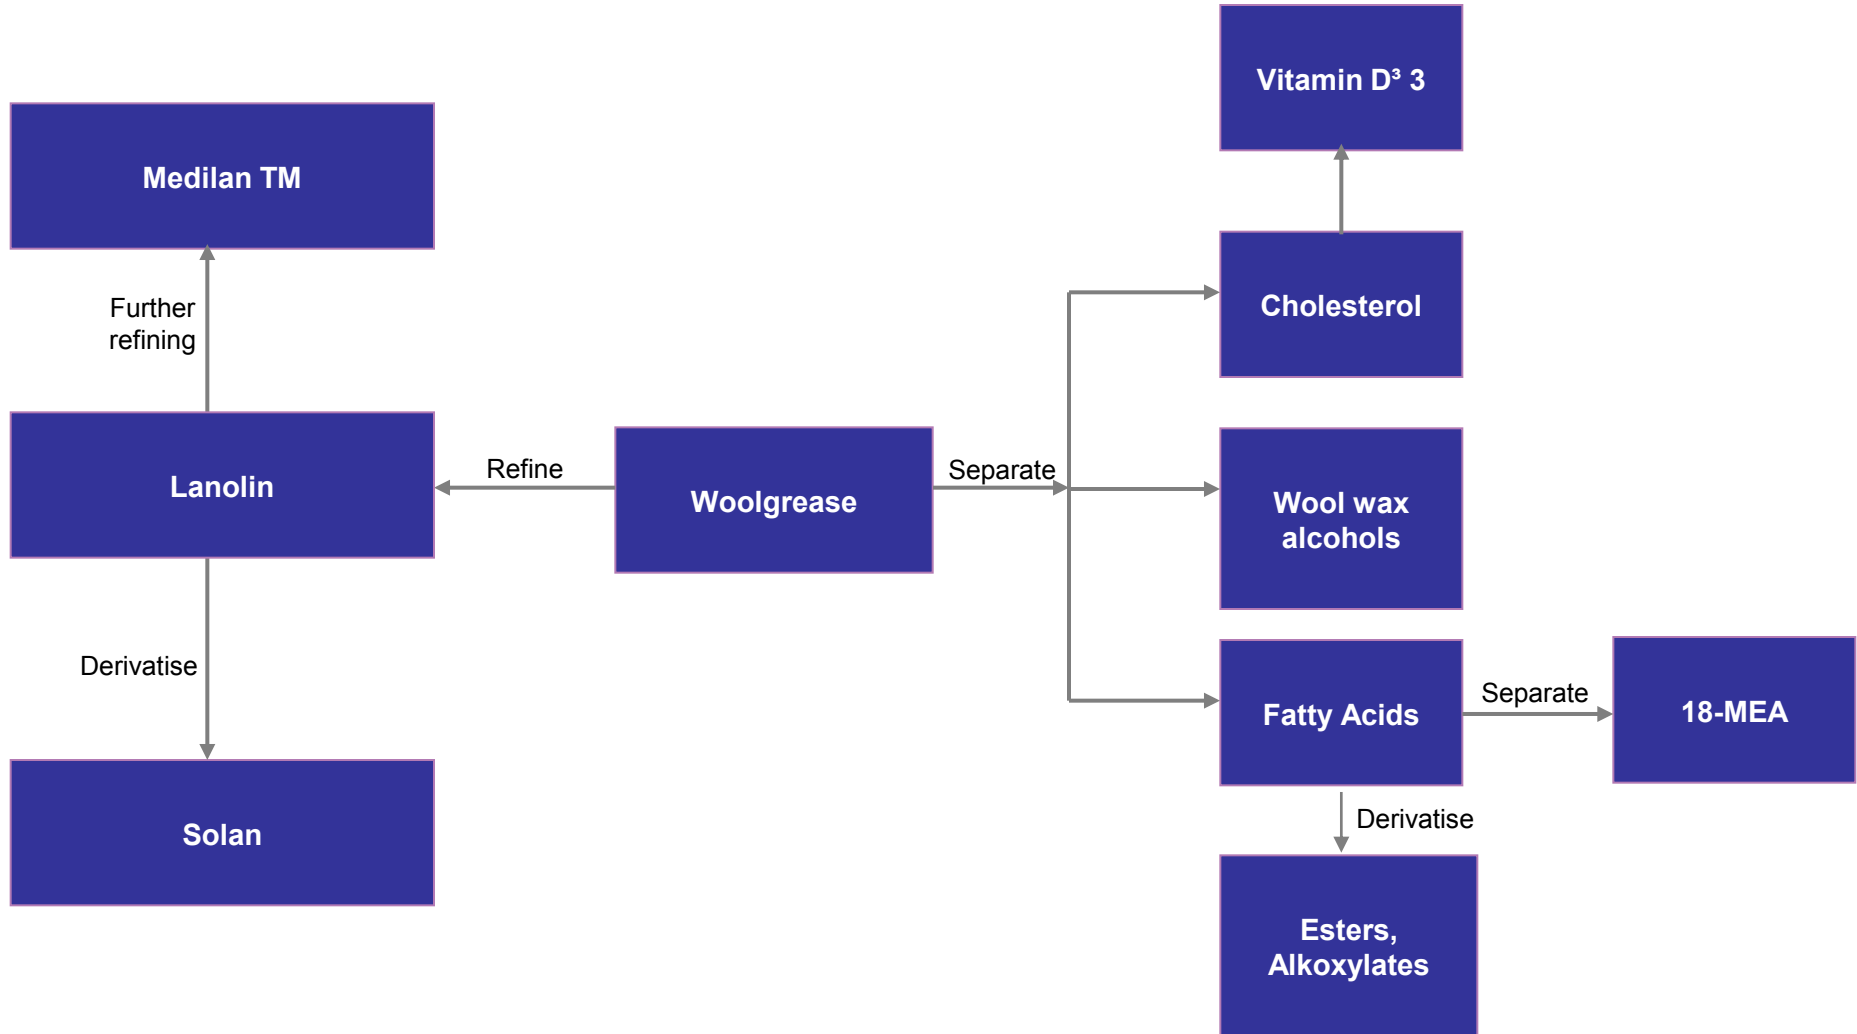 Vitamin D³ 3
Medilan TM
Further
refining
Cholesterol
Lanolin
Refine
Woolgrease
Separate
Wool wax
alcohols
Derivatise
Fatty Acids
Separate
18-MEA
Solan
Derivatise
Esters,
Alkoxylates